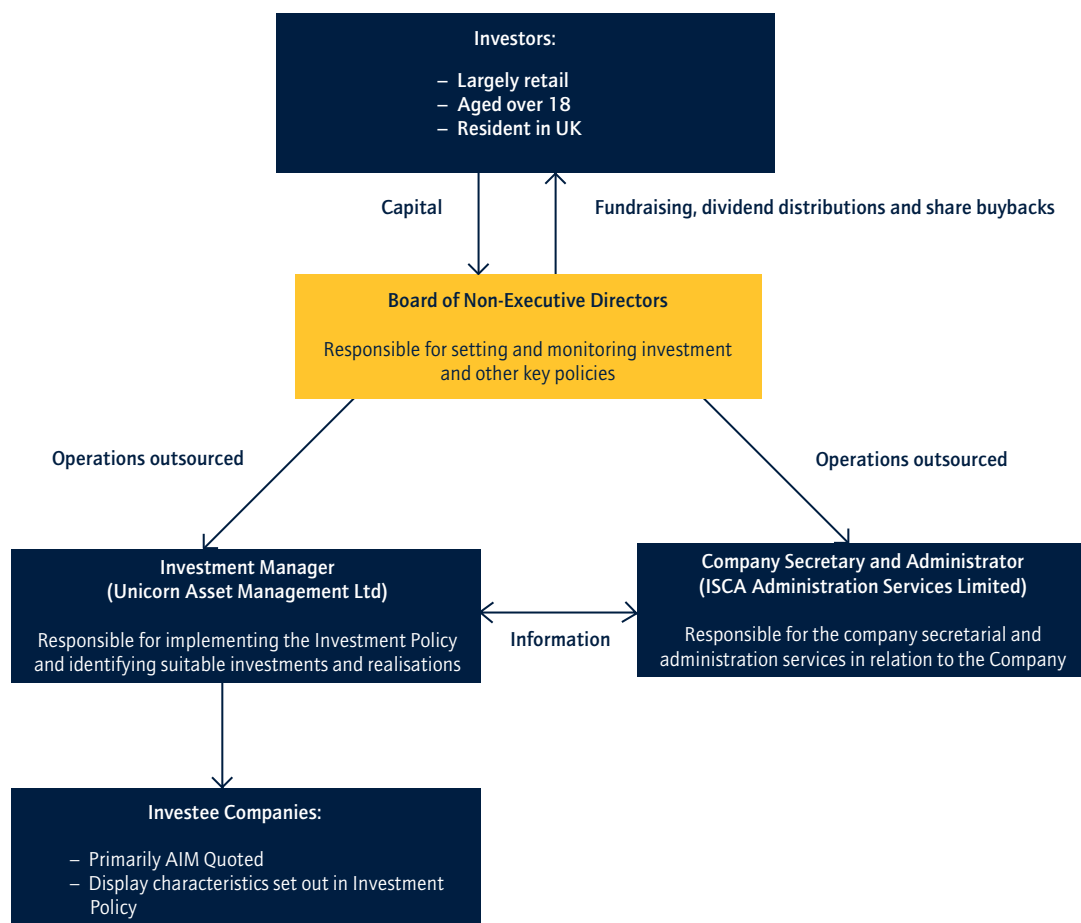 Investors:
– Largely retail
– Aged over 18
– Resident in UK
Capital
Fundraising, dividend distributions and share buybacks
Board of Non-Executive Directors
Responsible for setting and monitoring investment
and other key policies
Operations outsourced
Operations outsourced
Investment Manager
(Unicorn Asset Management Ltd)
Responsible for implementing the Investment Policy
and identifying suitable investments and realisations
Information
Company Secretary and Administrator
(ISCA Administration Services Limited)
Responsible for the company secretarial and
administration services in relation to the Company
Investee Companies:
– Primarily AIM Quoted
– Display characteristics set out in Investment
Policy